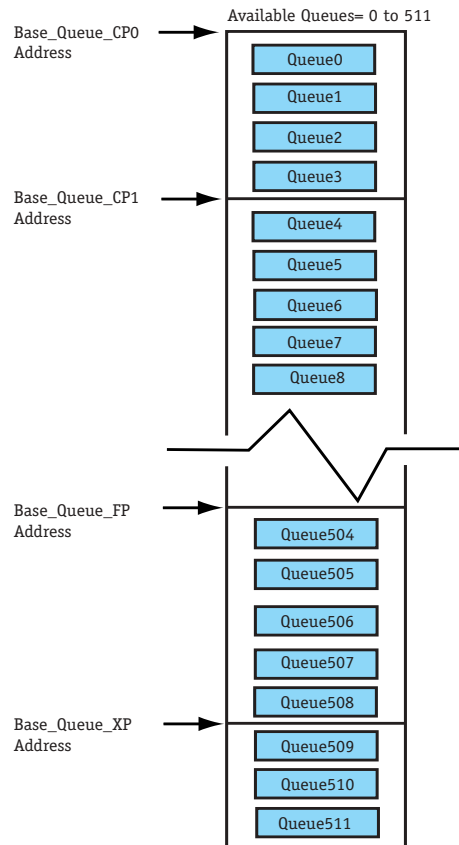 Available Queues= 0 to 511
Base_Queue_CP0
Address
Queue0
Queue1
Queue2
Queue3
Base_Queue_CP1
Address
Queue4
Queue5
Queue6
Queue7
Queue8
Base_Queue_FP
Address
Queue504
Queue505
Queue506
Queue507
Queue508
Base_Queue_XP
Address
Queue509
Queue510
Queue511